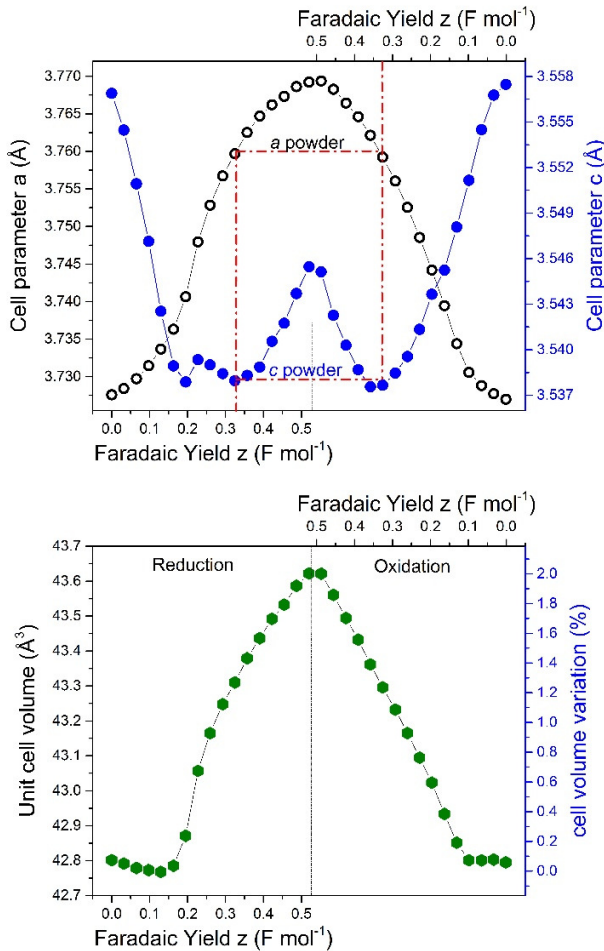 Faradaic Yield z (F mol⁻¹)
0.5 0.4 0.3 0.2 0.1 0.0
3.770
3.765
3.760
3.755
3.750
3.745
3.740
3.735
3.730
Cell parameter a (Å)
a powder
c powder
3.558
3.555
3.552
3.549
3.546
3.543
3.540
3.537
Cell parameter c (Å)
0.0 0.1 0.2 0.3 0.4 0.5
Faradaic Yield z (F mol⁻¹)
Faradaic Yield z (F mol⁻¹)
0.5 0.4 0.3 0.2 0.1 0.0
43.7
43.6
43.5
43.4
43.3
43.2
43.1
43.0
42.9
42.8
42.7
Unit cell volume (Å³)
Reduction
Oxidation
2.0
1.8
1.6
1.4
1.2
1.0
0.8
0.6
0.4
0.2
0.0
cell volume variation (%)
0.0 0.1 0.2 0.3 0.4 0.5
Faradaic Yield z (F mol⁻¹)